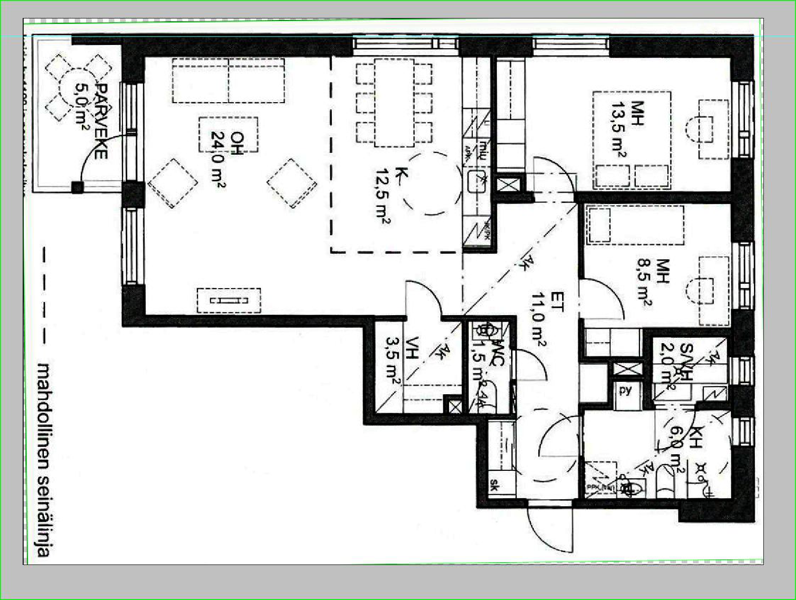 PARVEKE
5,0 m²
OH
24,0 m²
K
12,5 m²
MH
13,5 m²
MH
8,5 m²
ET
11,0 m²
VH
3,5 m²
WC
1,5 m²
S/VH
2,0 m²
KH
6,0 m²
PY
sk
mahdollinen seinälinja